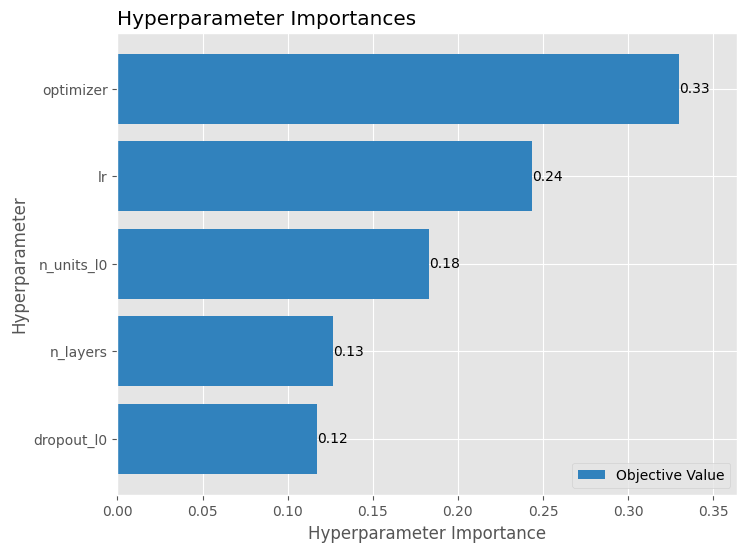 Hyperparameter Importances
Hyperparameter
optimizer
0.33
lr
0.24
n_units_l0
0.18
n_layers
0.13
dropout_l0
0.12
Objective Value
0.00 0.05 0.10 0.15 0.20 0.25 0.30 0.35
Hyperparameter Importance